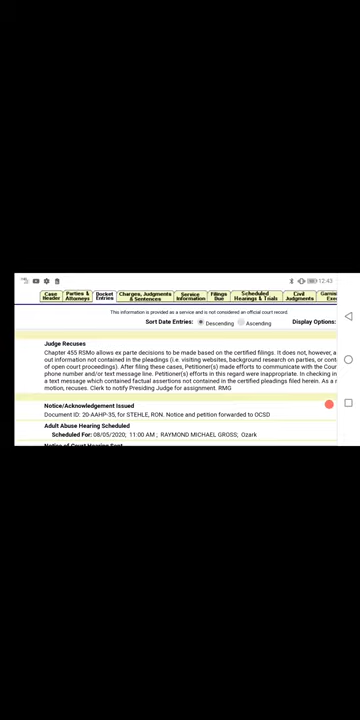 12:43
Case Header
Parties & Attorneys
Docket Entries
Charges, Judgments & Sentences
Service Information
Filings Due
Scheduled Hearings & Trials
Civil Judgments
This information is provided as a service and is not considered an official court record.
Sort Date Entries: Descending Ascending Display Options:
Judge Recuses
Chapter 455 RSMo allows ex parte decisions to be made based on the certified filings. It does not, however, a
out information not contained in the pleadings (i.e. visiting websites, background research on parties, or conta
of open court proceedings). After filing these cases, Petitioner(s) made efforts to communicate with the Cour
phone number and/or text message line. Petitioner(s) efforts in this regard were inappropriate. In checking in
a text message which contained factual assertions not contained in the certified pleadings filed herein. As a r
motion, recuses. Clerk to notify Presiding Judge for assignment. RMG
Notice/Acknowledgement Issued
Document ID: 20-AAHP-35, for STEHLE, RON. Notice and petition forwarded to OCSD
Adult Abuse Hearing Scheduled
Scheduled For: 08/05/2020; 11:00 AM ; RAYMOND MICHAEL GROSS; Ozark
Notice of Court Hearing Sent